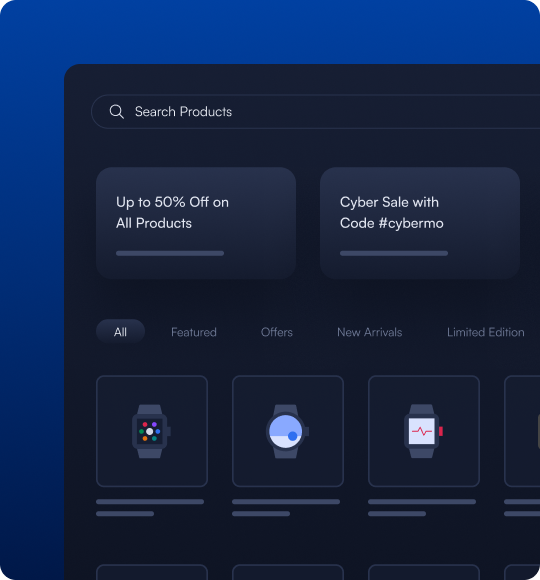 Search Products
Up to 50% Off on
All Products
Cyber Sale with
Code #cybermo
All
Featured
Offers
New Arrivals
Limited Edition